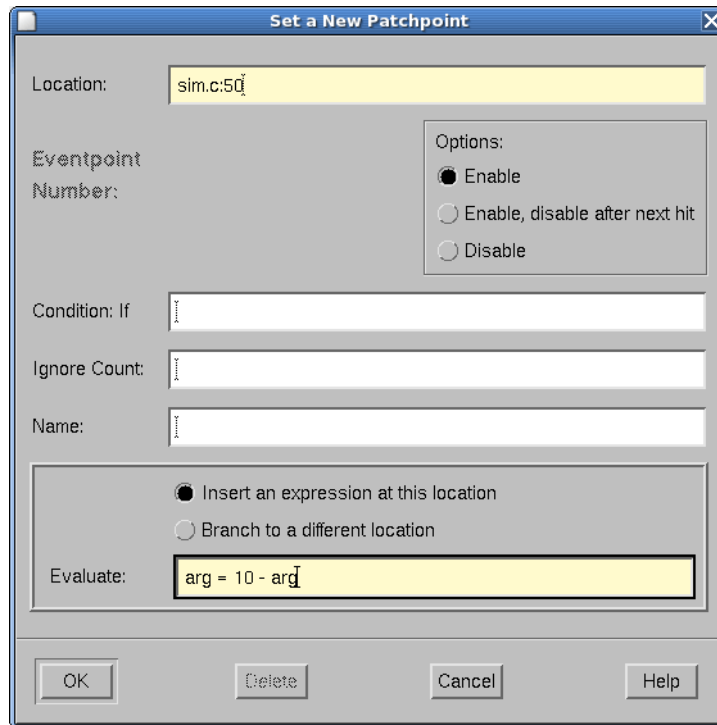 Set a New Patchpoint
Location:
sim.c:50
Eventpoint
Number:
Options:
Enable
Enable, disable after next hit
Disable
Condition: If
Ignore Count:
Name:
Insert an expression at this location
Branch to a different location
Evaluate:
arg = 10 - arg
OK
Delete
Cancel
Help